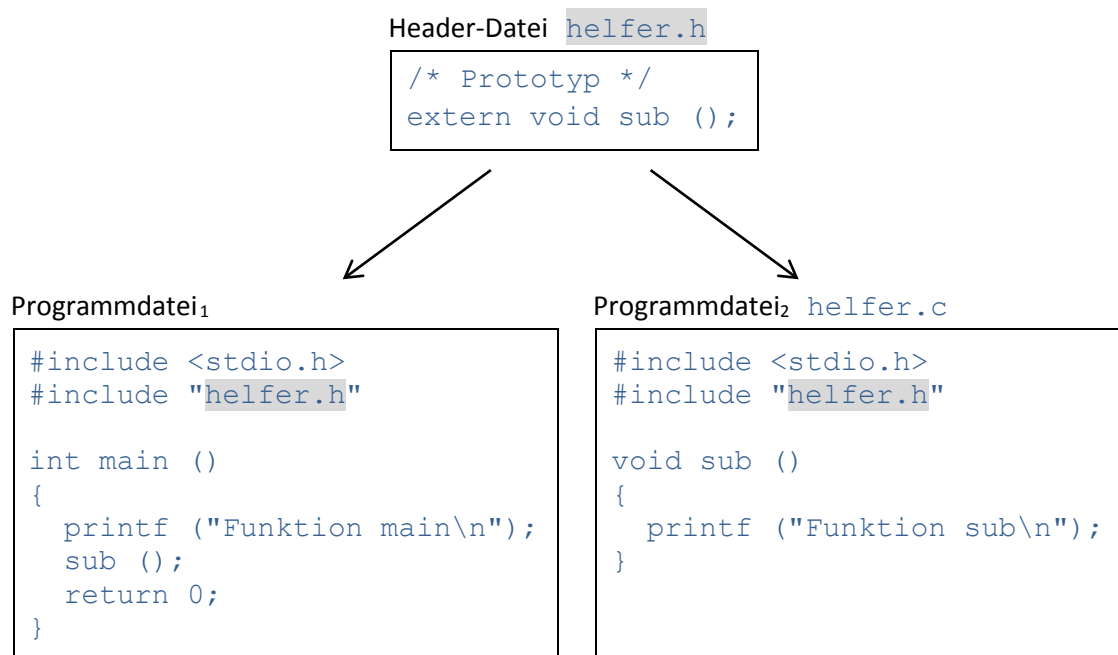 Header-Datei helfer.h
/* Prototyp */
extern void sub ();
Programmdatei₁
#include <stdio.h>
#include "helfer.h"
int main ()
{
  printf ("Funktion main\n");
  sub ();
  return 0;
}
Programmdatei₂ helfer.c
#include <stdio.h>
#include "helfer.h"
void sub ()
{
  printf ("Funktion sub\n");
}